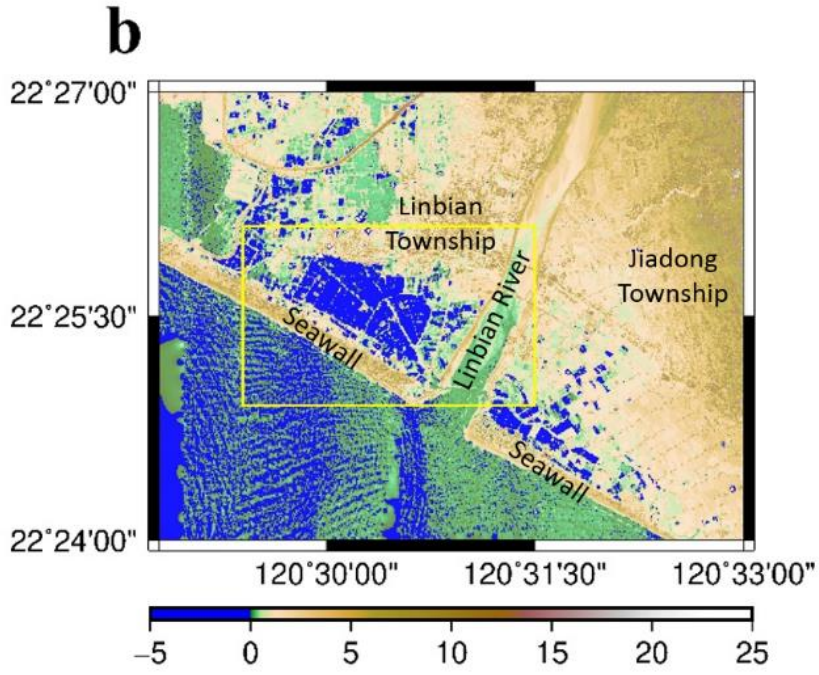 b
22°27'00"
Linbian
Township
Jiadong
Township
Linbian River
22°25'30"
Seawall
Seawall
22°24'00"
120°30'00" 120°31'30" 120°33'00"
−5 0 5 10 15 20 25